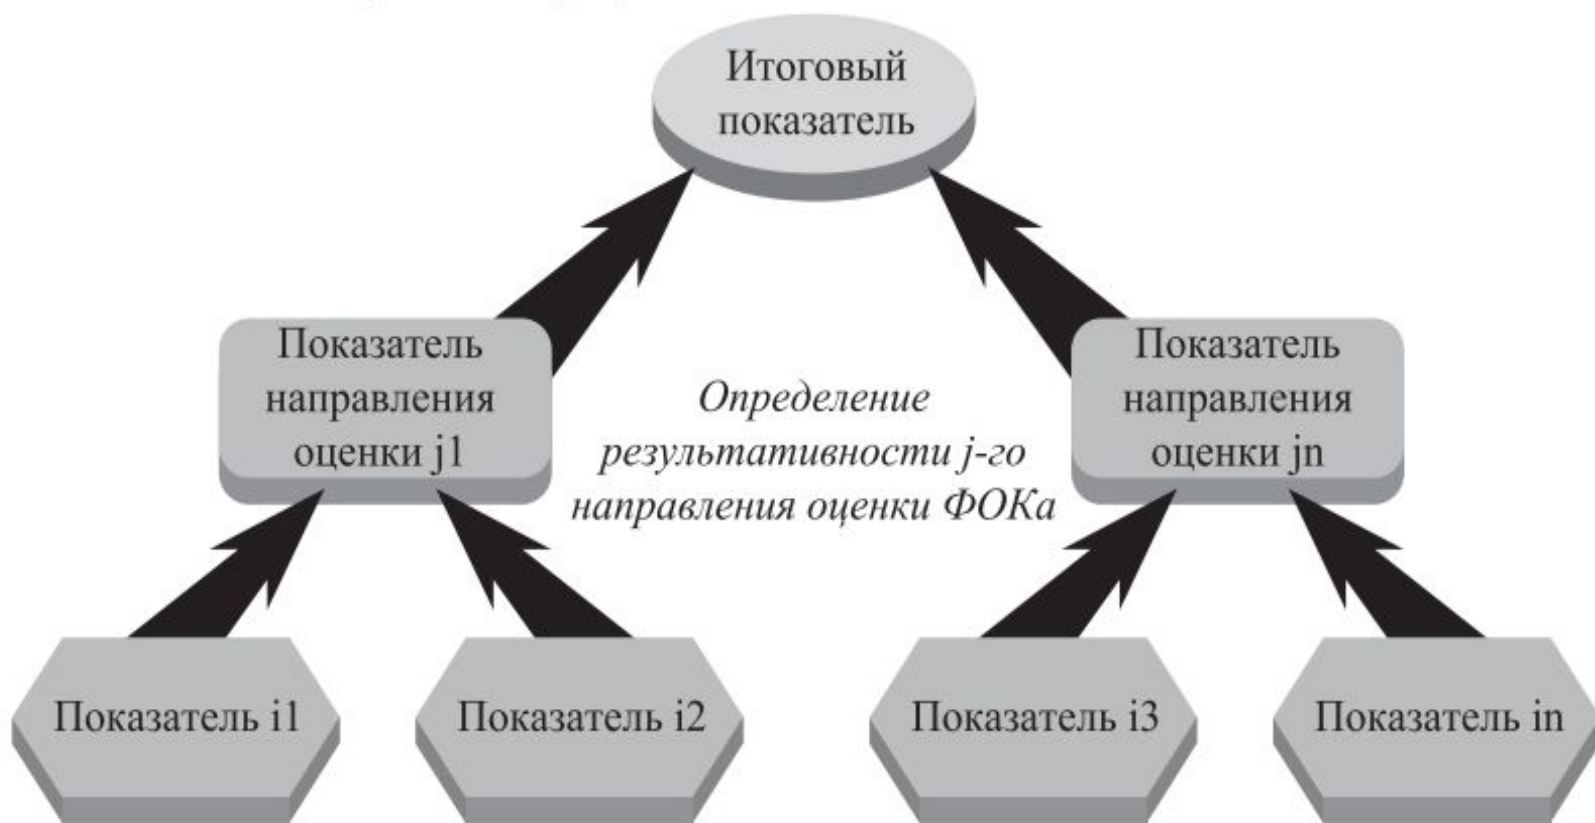 Итоговый
показатель
Показатель
направления
оценки j1
Определение
результативности j-го
направления оценки ФОКа
Показатель
направления
оценки jn
Показатель i1
Показатель i2
Показатель i3
Показатель in